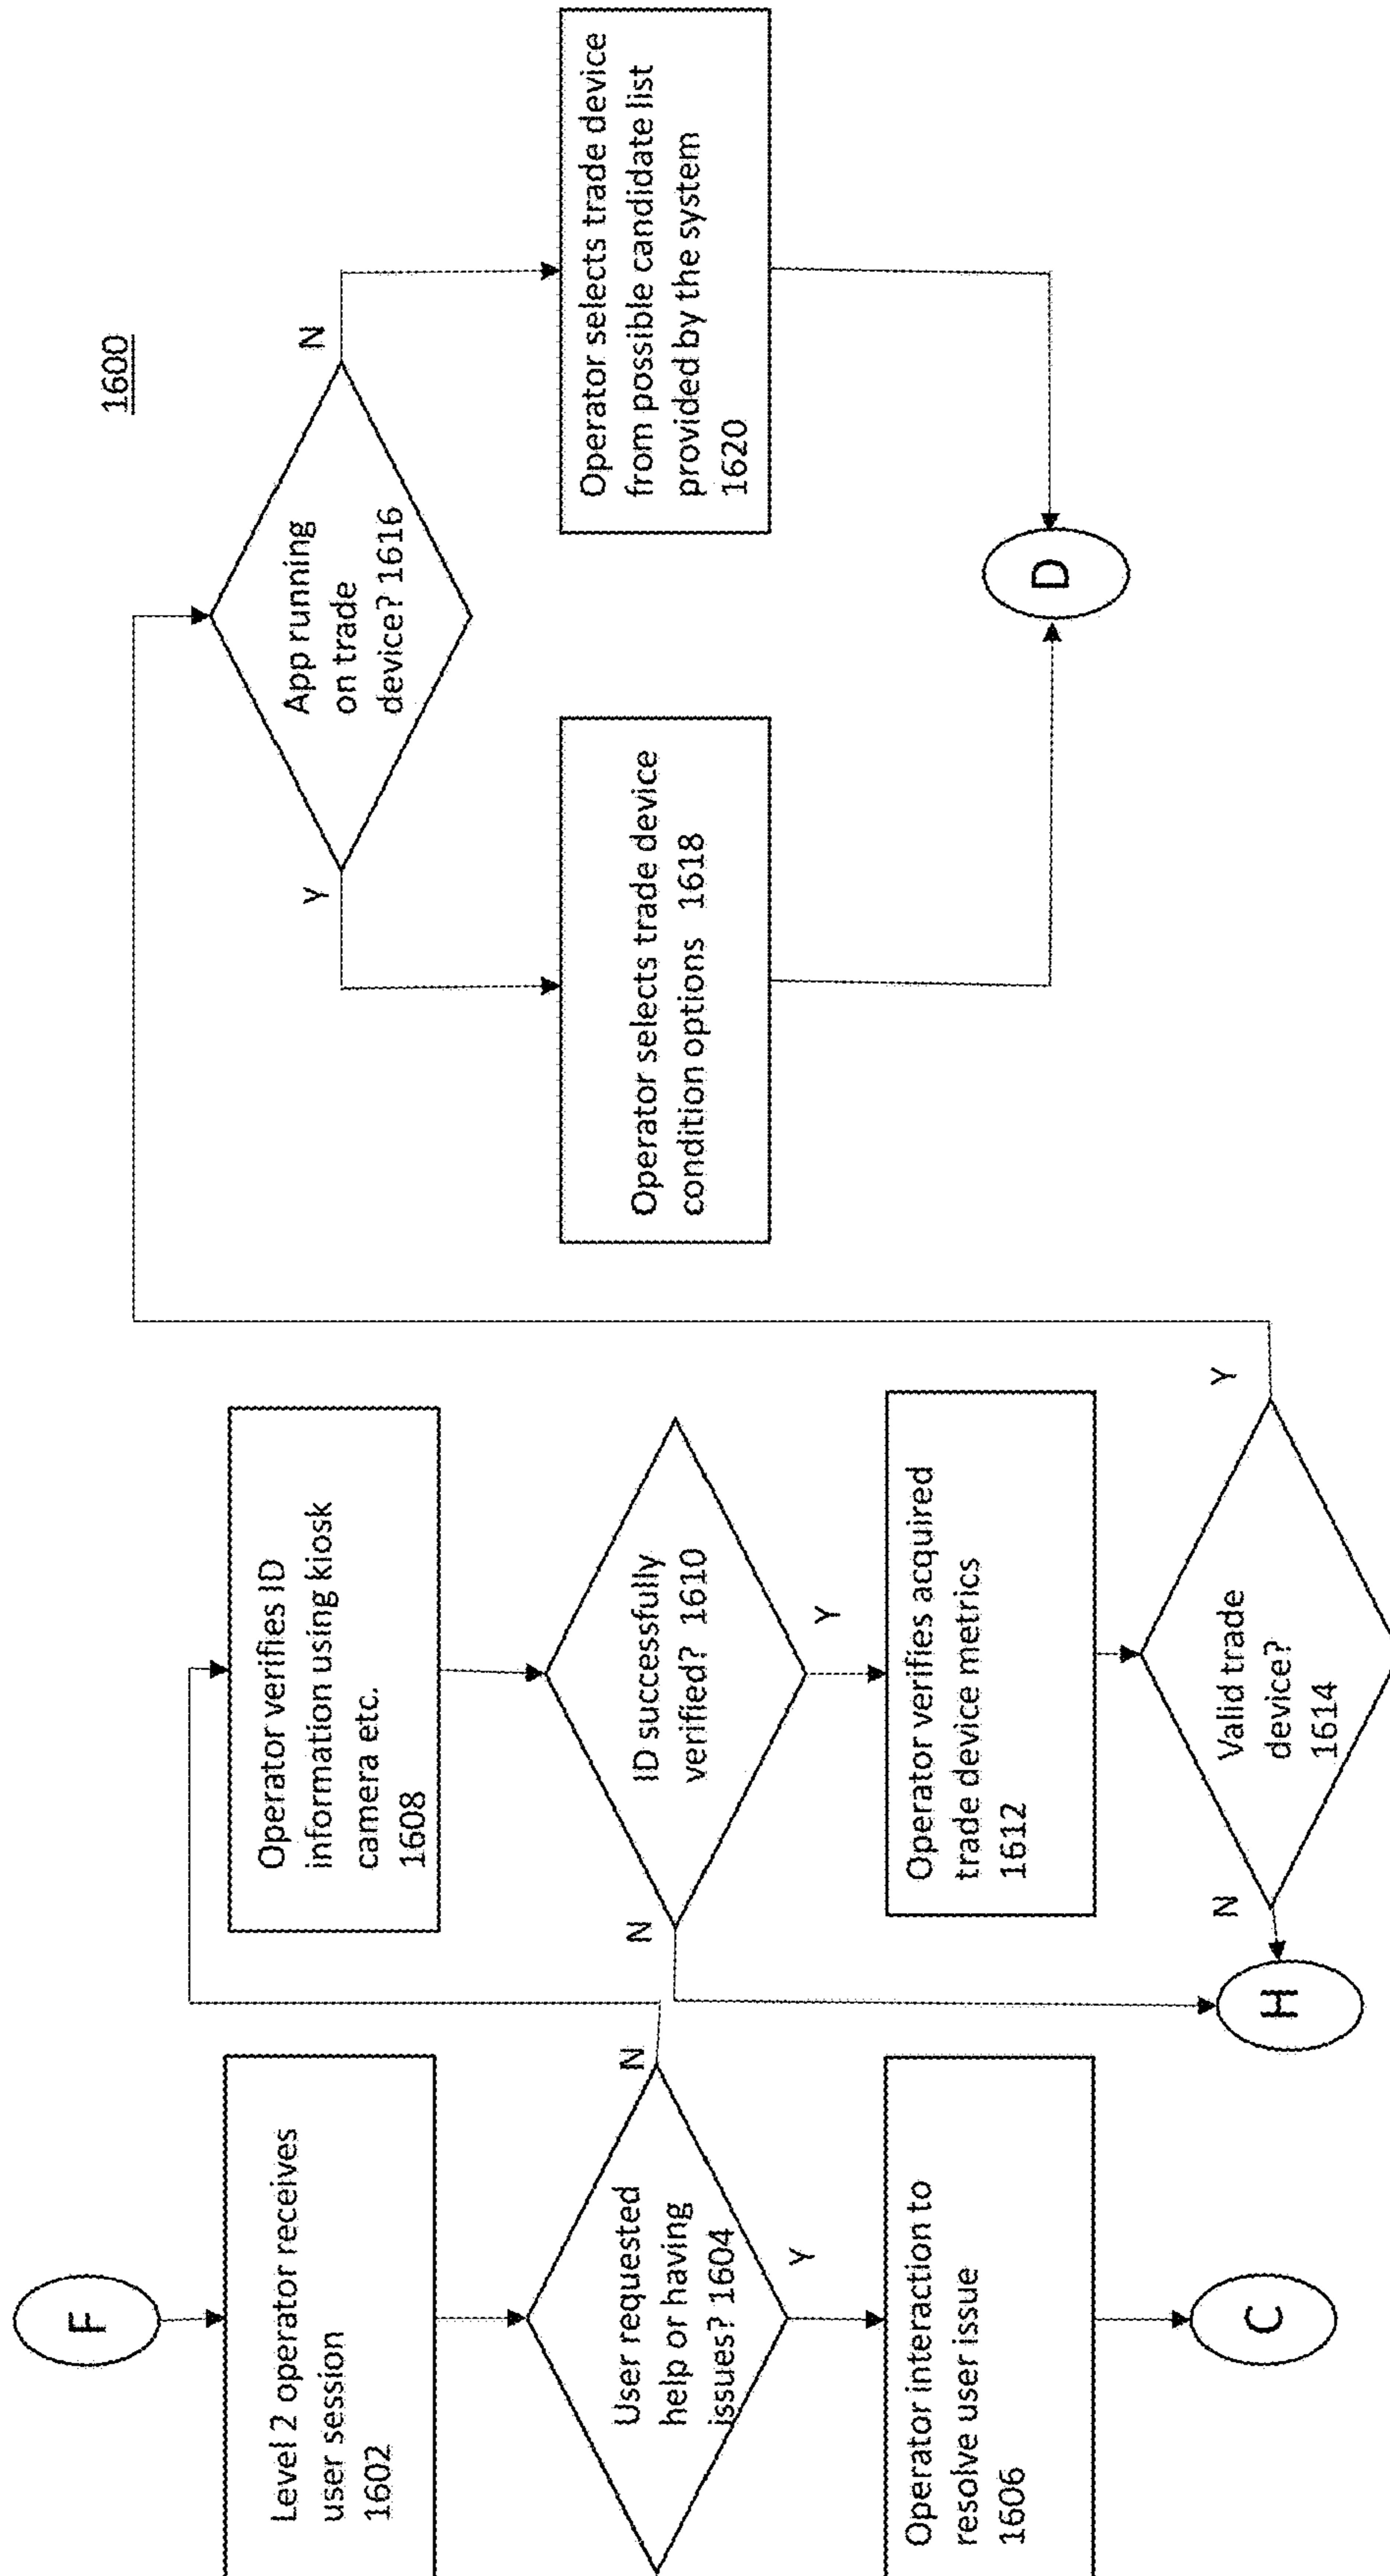 1600
F
Level 2 operator receives
user session
1602
User requested
help or having
issues? 1604
N
Y
Operator interaction to
resolve user issue
1606
C
Operator verifies ID
information using kiosk
camera etc.
1608
ID successfully
verified? 1610
N
Y
Operator verifies acquired
trade device metrics
1612
Valid trade
device?
1614
N
Y
H
App running
on trade
device? 1616
Y
N
Operator selects trade device
condition options 1618
Operator selects trade device
from possible candidate list
provided by the system
1620
D